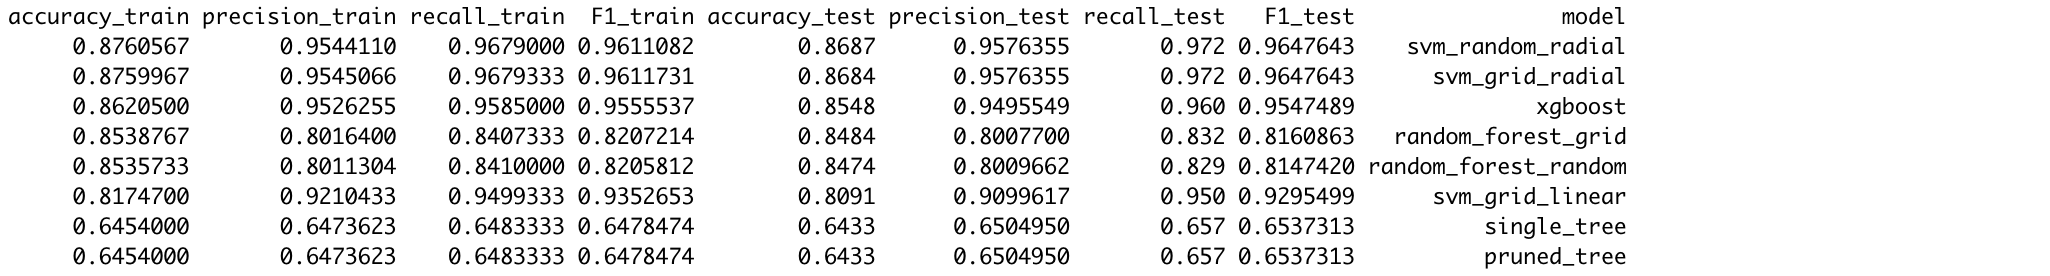 accuracy_train precision_train recall_train F1_train accuracy_test precision_test recall_test F1_test model
0.8760567 0.9544110 0.9679000 0.9611082 0.8687 0.9576355 0.972 0.9647643 svm_random_radial
0.8759967 0.9545066 0.9679333 0.9611731 0.8684 0.9576355 0.972 0.9647643 svm_grid_radial
0.8620500 0.9526255 0.9585000 0.9555537 0.8548 0.9495549 0.960 0.9547489 xgboost
0.8538767 0.8016400 0.8407333 0.8207214 0.8484 0.8007700 0.832 0.8160863 random_forest_grid
0.8535733 0.8011304 0.8410000 0.8205812 0.8474 0.8009662 0.829 0.8147420 random_forest_random
0.8174700 0.9210433 0.9499333 0.9352653 0.8091 0.9099617 0.950 0.9295499 svm_grid_linear
0.6454000 0.6473623 0.6483333 0.6478474 0.6433 0.6504950 0.657 0.6537313 single_tree
0.6454000 0.6473623 0.6483333 0.6478474 0.6433 0.6504950 0.657 0.6537313 pruned_tree